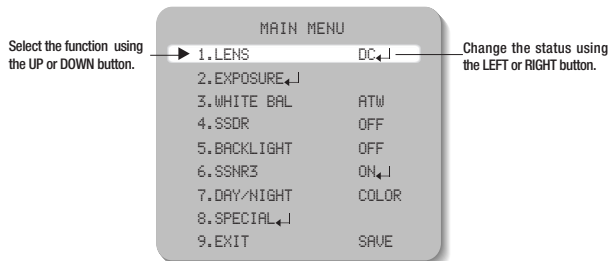 MAIN MENU
Select the function using
the UP or DOWN button.
1.LENS DC↲
Change the status using
the LEFT or RIGHT button.
2.EXPOSURE↲
3.WHITE BAL ATW
4.SSDR OFF
5.BACKLIGHT OFF
6.SSNR3 ON↲
7.DAY/NIGHT COLOR
8.SPECIAL↲
9.EXIT SAVE